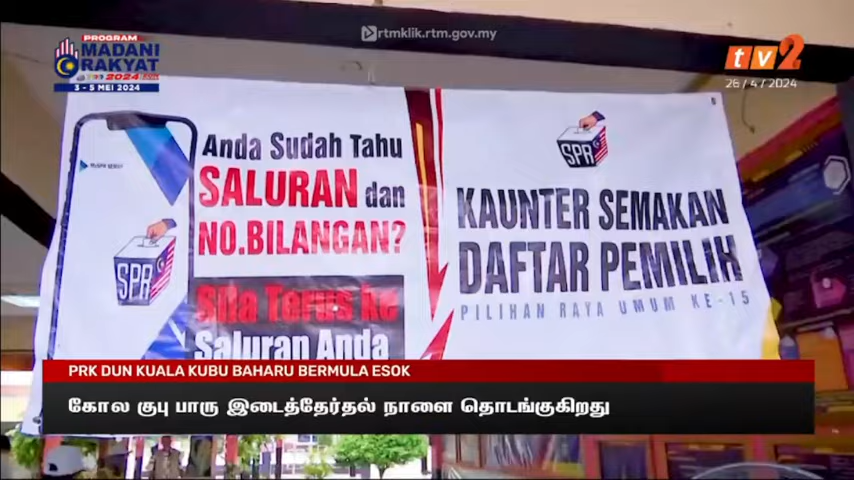 PROGRAM
MADANI
RAKYAT
2024
3 - 5 MEI 2024
rtmklik.rtm.gov.my
tv2
26 / 4 / 2024
MySPR SEMAK
SPR
Anda Sudah Tahu
SALURAN dan
NO.BILANGAN?
Sila Terus ke
Saluran Anda
SPR
KAUNTER SEMAKAN
DAFTAR PEMILIH
PILIHAN RAYA UMUM KE-15
PRK DUN KUALA KUBU BAHARU BERMULA ESOK
கோல குபு பாரு இடைத்தேர்தல் நாளை தொடங்குகிறது